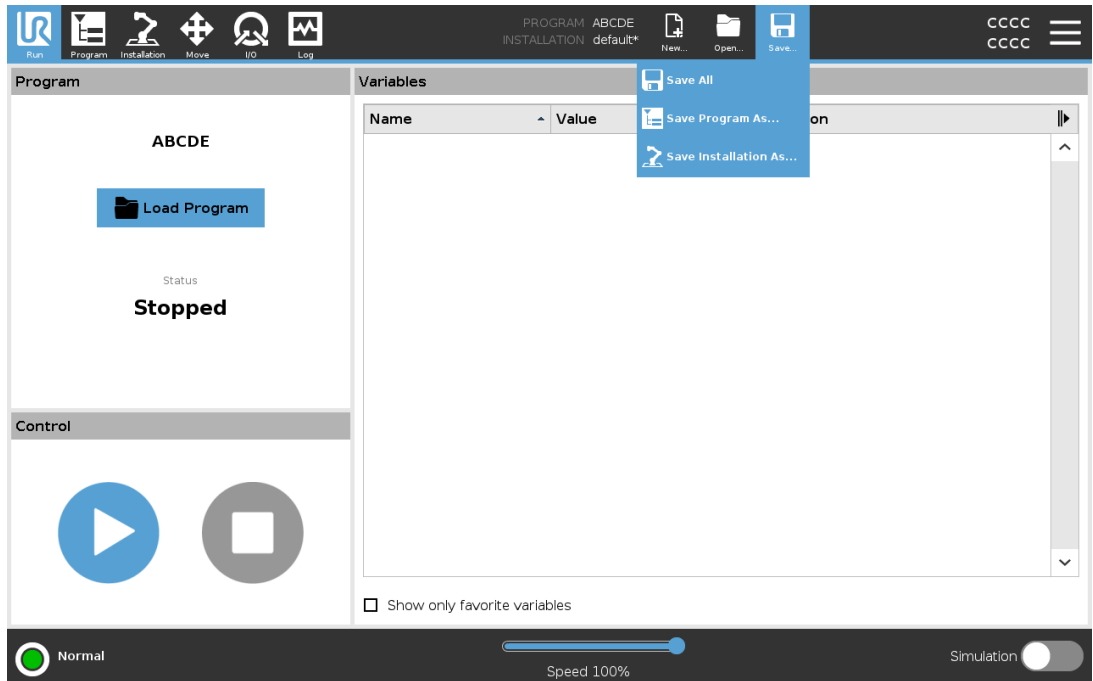 Run
Program
Installation
Move
I/O
Log
PROGRAM ABCDE
INSTALLATION default*
New...
Open...
Save...
CCCC
CCCC
Program
Variables
Save All
Save Program As...
Save Installation As...
Name
Value
on
ABCDE
Load Program
Status
Stopped
Control
Show only favorite variables
Normal
Speed 100%
Simulation